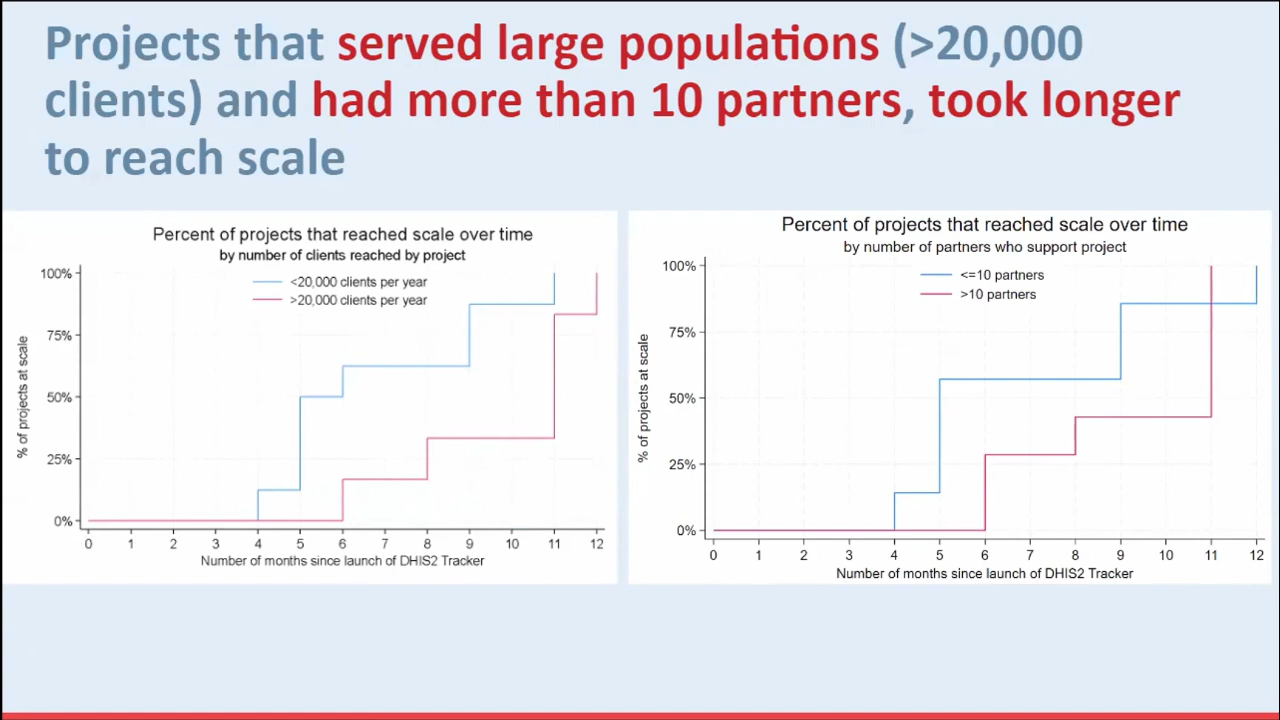 Projects that served large populations (>20,000
clients) and had more than 10 partners, took longer
to reach scale
Percent of projects that reached scale over time
by number of clients reached by project
<20,000 clients per year
>20,000 clients per year
100%
75%
50%
25%
0%
% of projects at scale
0 1 2 3 4 5 6 7 8 9 10 11 12
Number of months since launch of DHIS2 Tracker
Percent of projects that reached scale over time
by number of partners who support project
<=10 partners
>10 partners
100%
75%
50%
25%
0%
% of projects at scale
0 1 2 3 4 5 6 7 8 9 10 11 12
Number of months since launch of DHIS2 Tracker